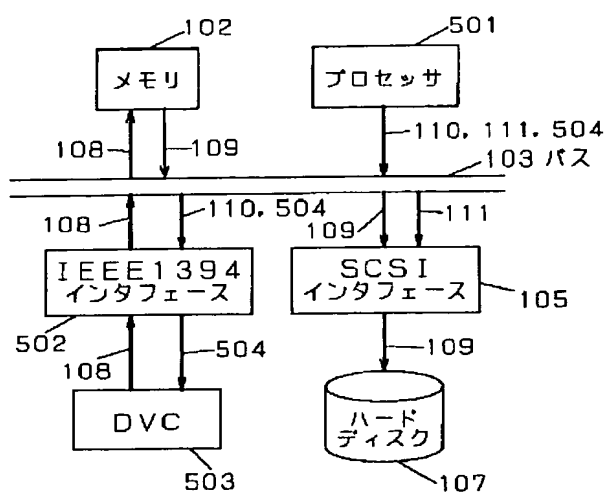 102
501
メモリ
プロセッサ
108
109
110, 111, 504
103 バス
108
110, 504
109
111
IEEE1394
インタフェース
SCSI
インタフェース
105
502
108
504
109
DVC
ハード
ディスク
503
107